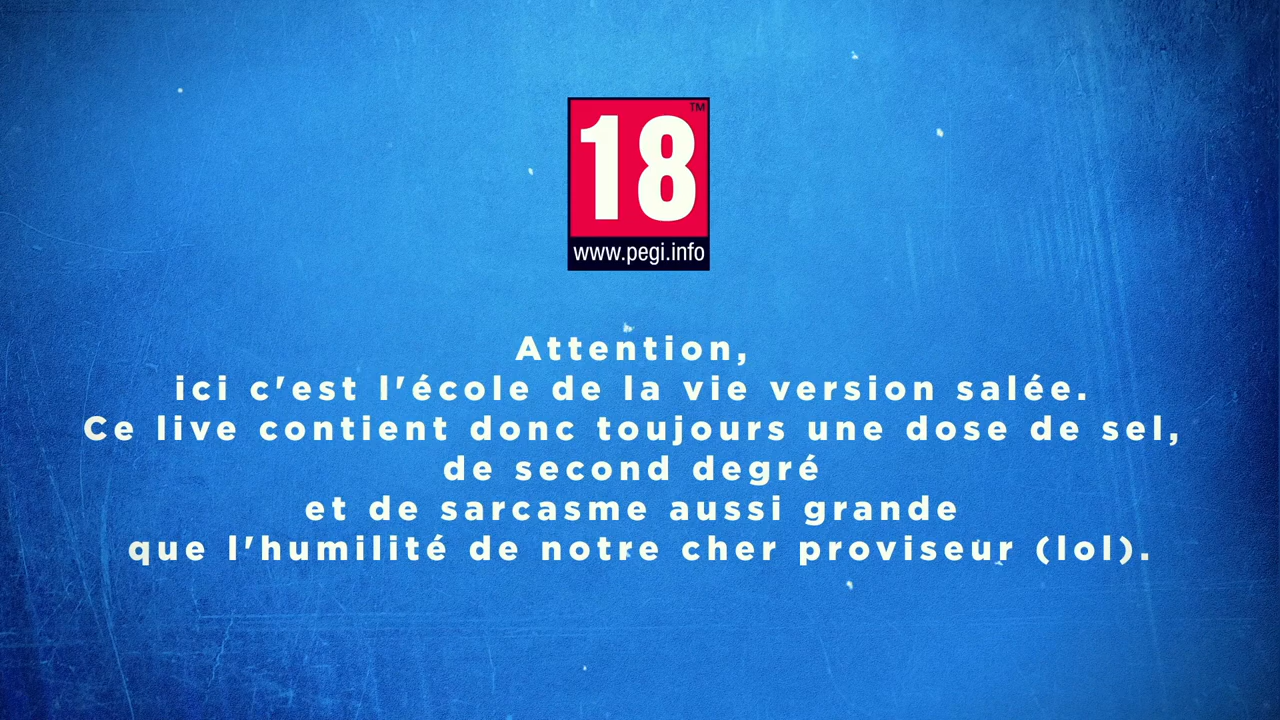 TM
18
www.pegi.info
Attention,
ici c'est l'école de la vie version salée.
Ce live contient donc toujours une dose de sel,
de second degré
et de sarcasme aussi grande
que l'humilité de notre cher proviseur (lol).